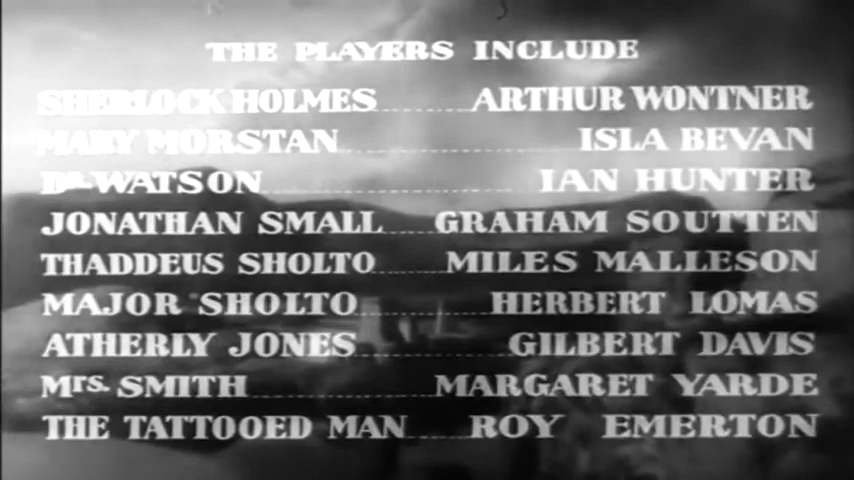 THE PLAYERS INCLUDE
SHERLOCK HOLMES......ARTHUR WONTNER
MARY MORSTAN......ISLA BEVAN
Dr. WATSON......IAN HUNTER
JONATHAN SMALL......GRAHAM SOUTTEN
THADDEUS SHOLTO......MILES MALLESON
MAJOR SHOLTO......HERBERT LOMAS
ATHERLY JONES......GILBERT DAVIS
Mrs. SMITH......MARGARET YARDE
THE TATTOOED MAN......ROY EMERTON